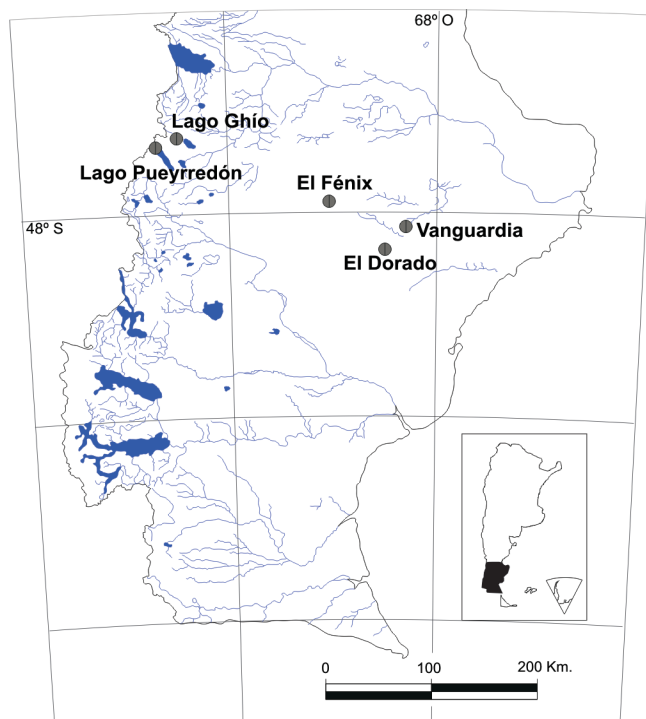 68º O
Lago Ghío
Lago Pueyrredón
El Fénix
48º S
Vanguardia
El Dorado
0 100 200 Km.